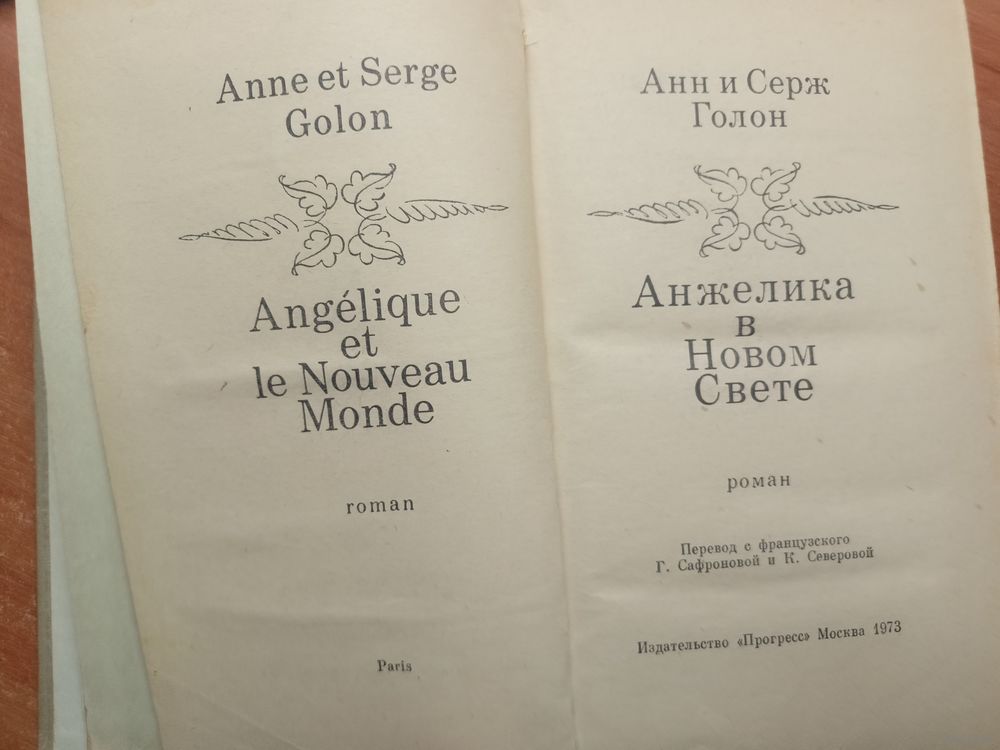 Anne et Serge
Golon
Angélique
et
le Nouveau
Monde
roman
Paris
Анн и Серж
Голон
Анжелика
в
Новом
Свете
роман
Перевод с французского
Г. Сафроновой и К. Северовой
Издательство «Прогресс» Москва 1973